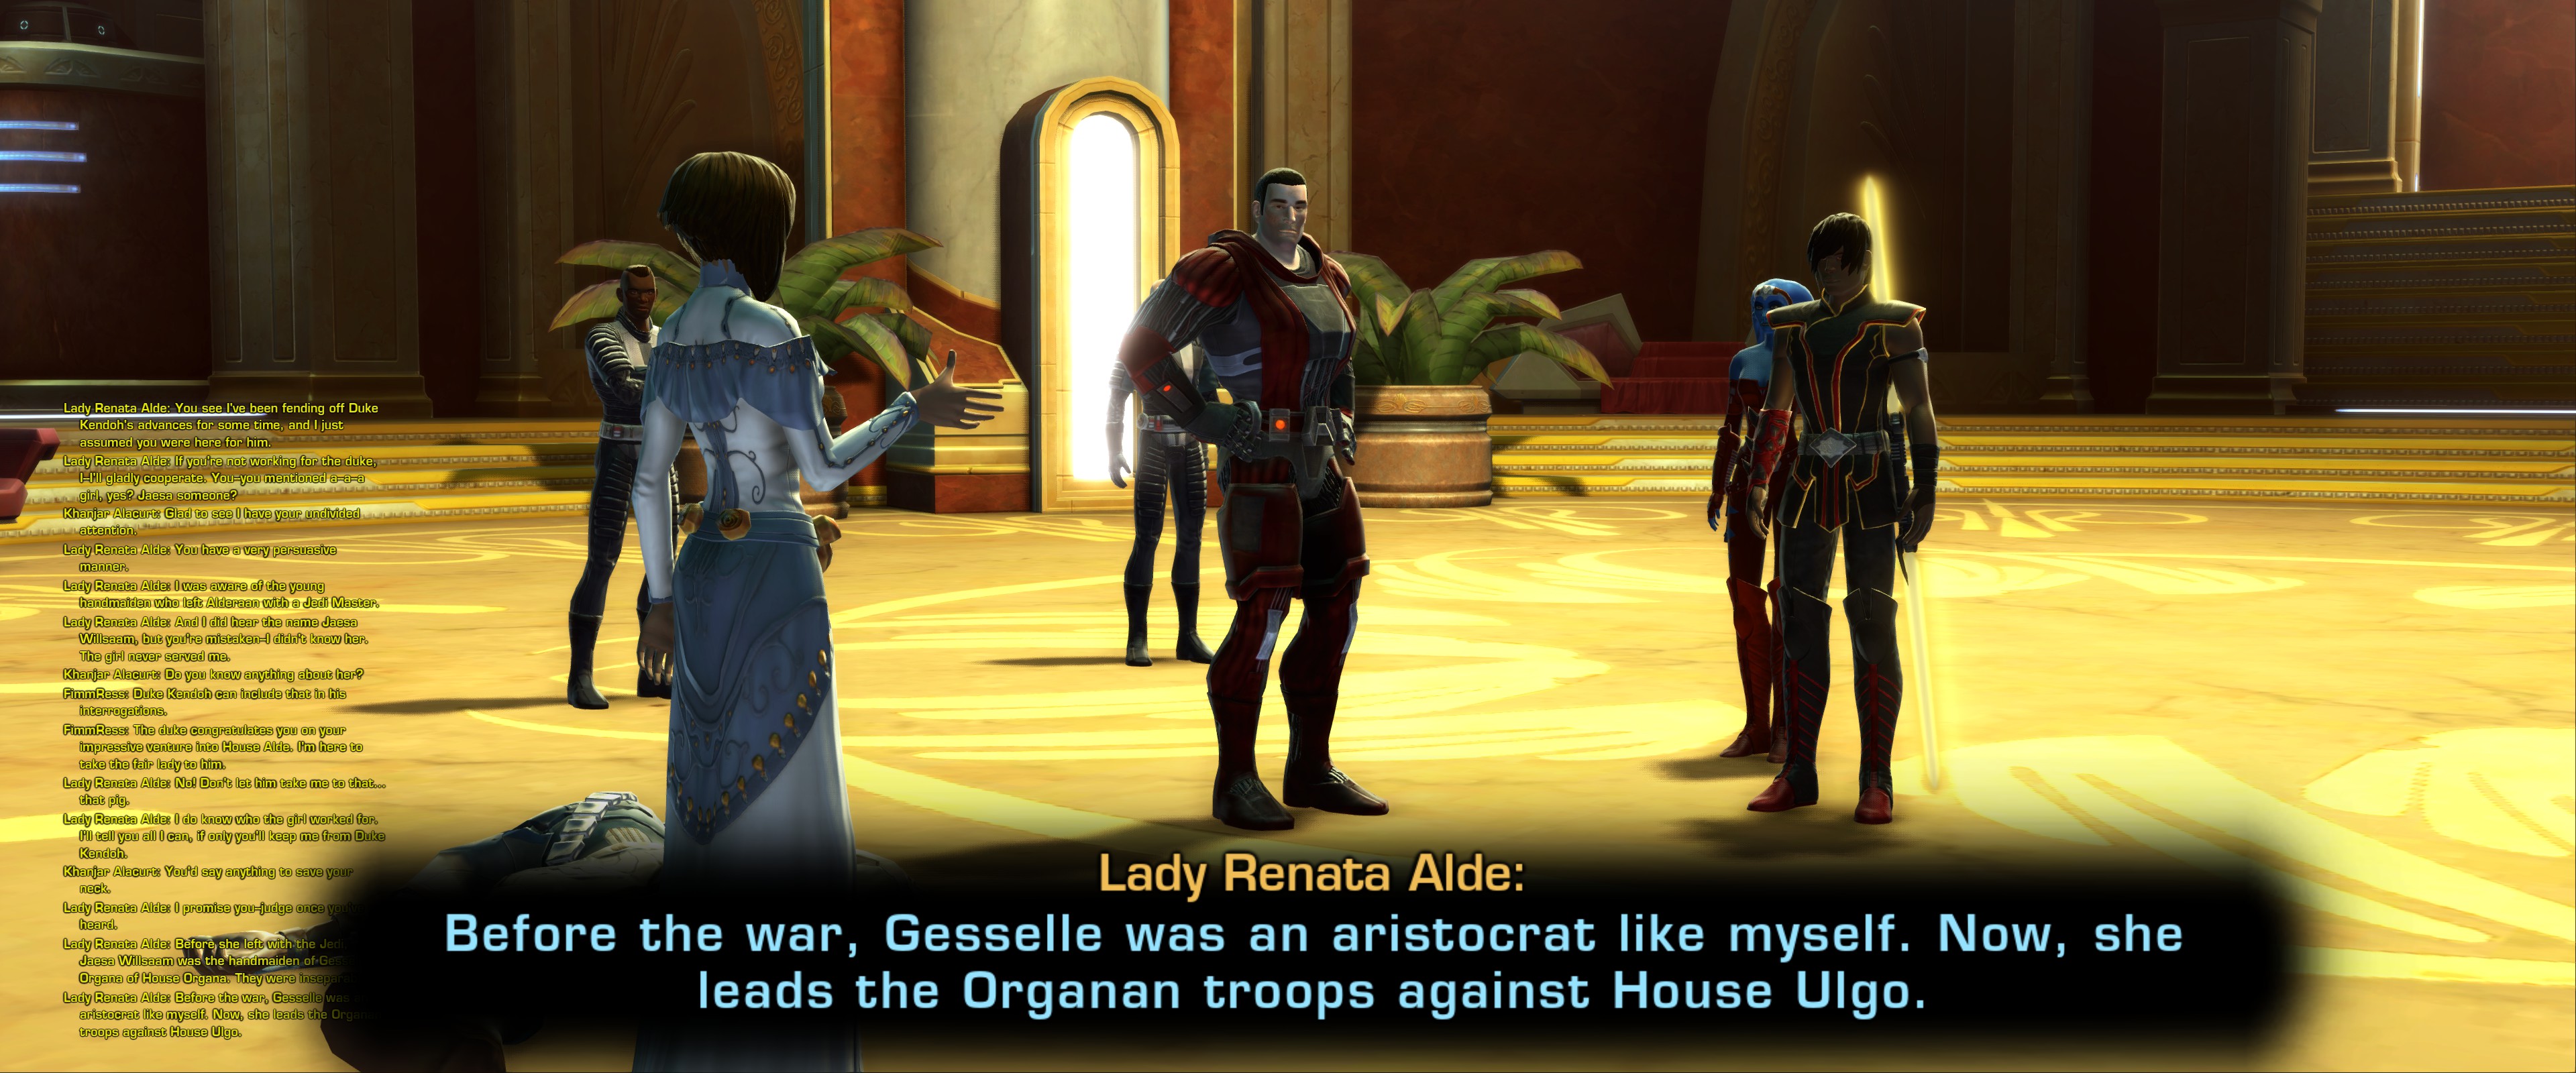 Lady Renata Alde: You see I've been fending off Duke
Kendoh's advances for some time, and I just
assumed you were here for him.
Lady Renata Alde: If you're not working for the duke,
I-I'll gladly cooperate. You-you mentioned a-a-a
girl, yes? Jaesa someone?
Khanjar Alacurt: Glad to see I have your undivided
attention.
Lady Renata Alde: You have a very persuasive
manner.
Lady Renata Alde: I was aware of the young
handmaiden who left Alderaan with a Jedi Master.
Lady Renata Alde: And I did hear the name Jaesa
Willsaam, but you're mistaken-I didn't know her.
The girl never served me.
Khanjar Alacurt: Do you know anything about her?
FimmRess: Duke Kendoh can include that in his
interrogations.
FimmRess: The duke congratulates you on your
impressive venture into House Alde. I'm here to
take the fair lady to him.
Lady Renata Alde: No! Don't let him take me to that...
that pig.
Lady Renata Alde: I do know who the girl worked for.
I'll tell you all I can, if only you'll keep me from Duke
Kendoh.
Khanjar Alacurt: You'd say anything to save your
neck.
Lady Renata Alde: I promise you-judge once
heard.
Lady Renata Alde: Before she left with the Jedi
Jaesa Willsaam was the handmaiden of
Organa of House Organa. They were
Lady Renata Alde: Before the war, Gesselle was
aristocrat like myself. Now, she leads the
troops against House Ulgo.
Lady Renata Alde:
Before the war, Gesselle was an aristocrat like myself. Now, she
leads the Organan troops against House Ulgo.